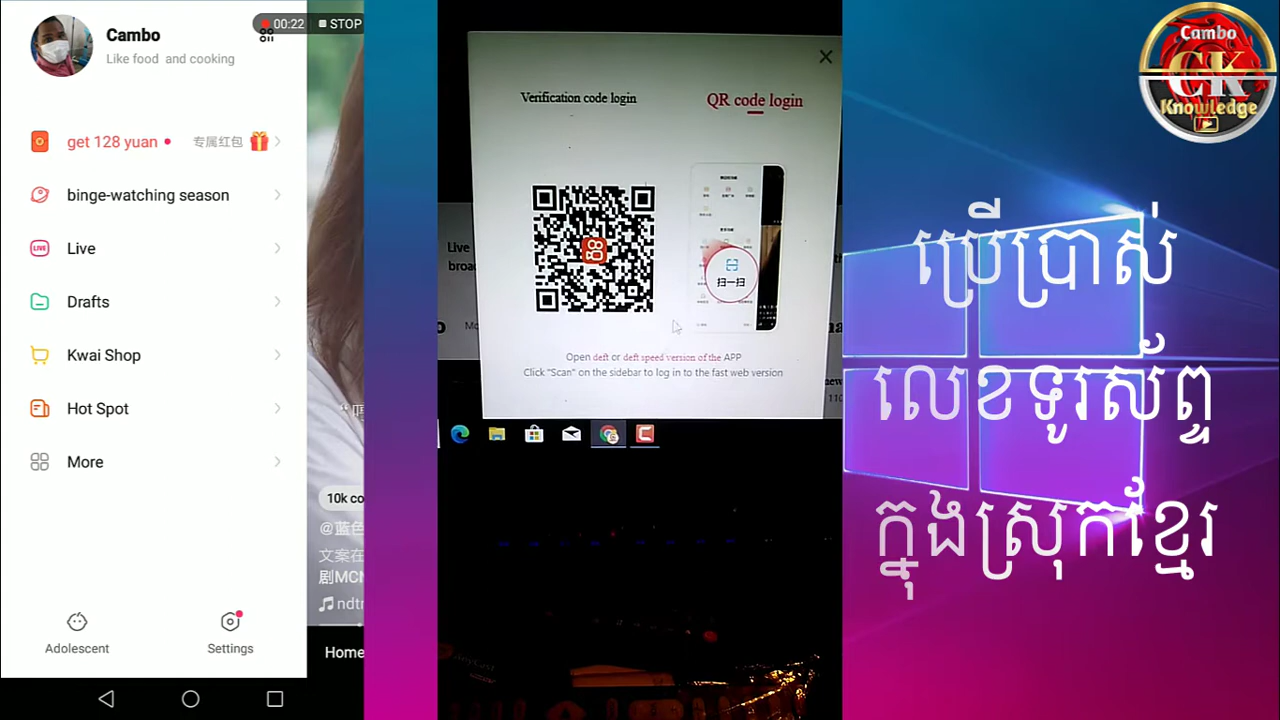 Cambo
Like food and cooking
00:22
STOP
get 128 yuan
专属红包
binge-watching season
Live
Drafts
Kwai Shop
Hot Spot
More
Adolescent
Settings
10k co
@蓝色
文案在
剧MCN
ndtr
Home
Verification code login
QR code login
扫一扫
Open deft or deft speed version of the APP
Click "Scan" on the sidebar to log in to the fast web version
Live
broa
Cambo
CK
Knowledge
ប្រើប្រាស់
លេខទូរស័ព្ទ
ក្នុងស្រុកខ្មែរ